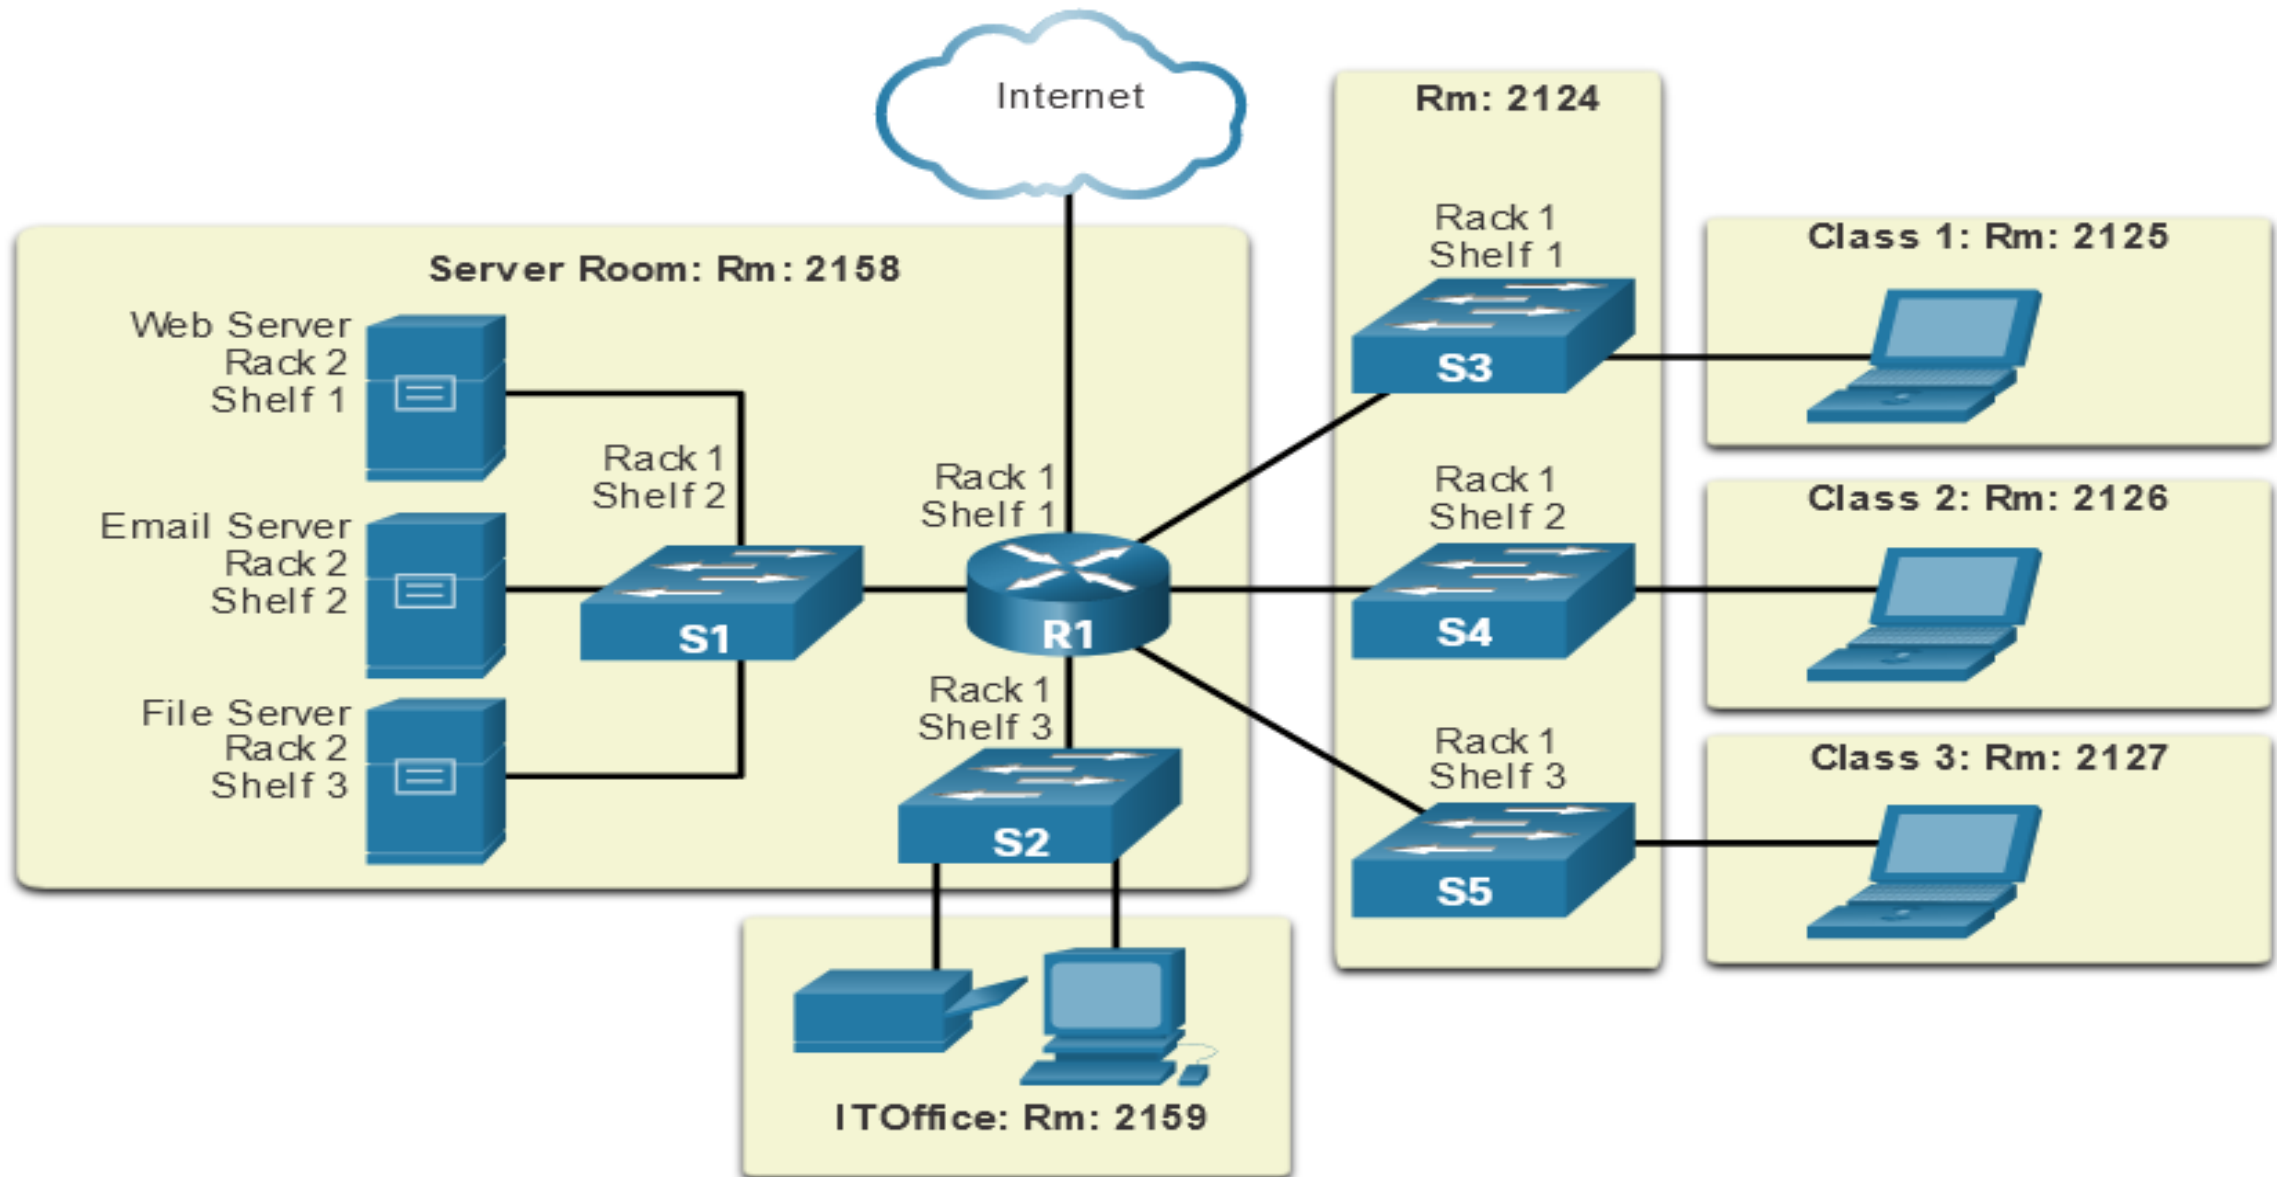 Internet
Server Room: Rm: 2158
Web Server
Rack 2
Shelf 1
Email Server
Rack 2
Shelf 2
File Server
Rack 2
Shelf 3
Rack 1
Shelf 2
S1
Rack 1
Shelf 1
R1
Rack 1
Shelf 3
S2
ITOffice: Rm: 2159
Rm: 2124
Rack 1
Shelf 1
S3
Rack 1
Shelf 2
S4
Rack 1
Shelf 3
S5
Class 1: Rm: 2125
Class 2: Rm: 2126
Class 3: Rm: 2127